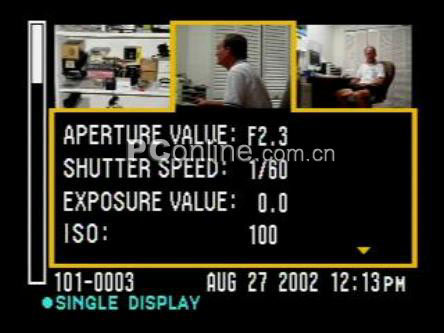 APERTURE VALUE: F2.3
PConline.com.cn
SHUTTER SPEED: 1/60
EXPOSURE VALUE: 0.0
ISO: 100
101-0003 AUG 27 2002 12:13PM
SINGLE DISPLAY